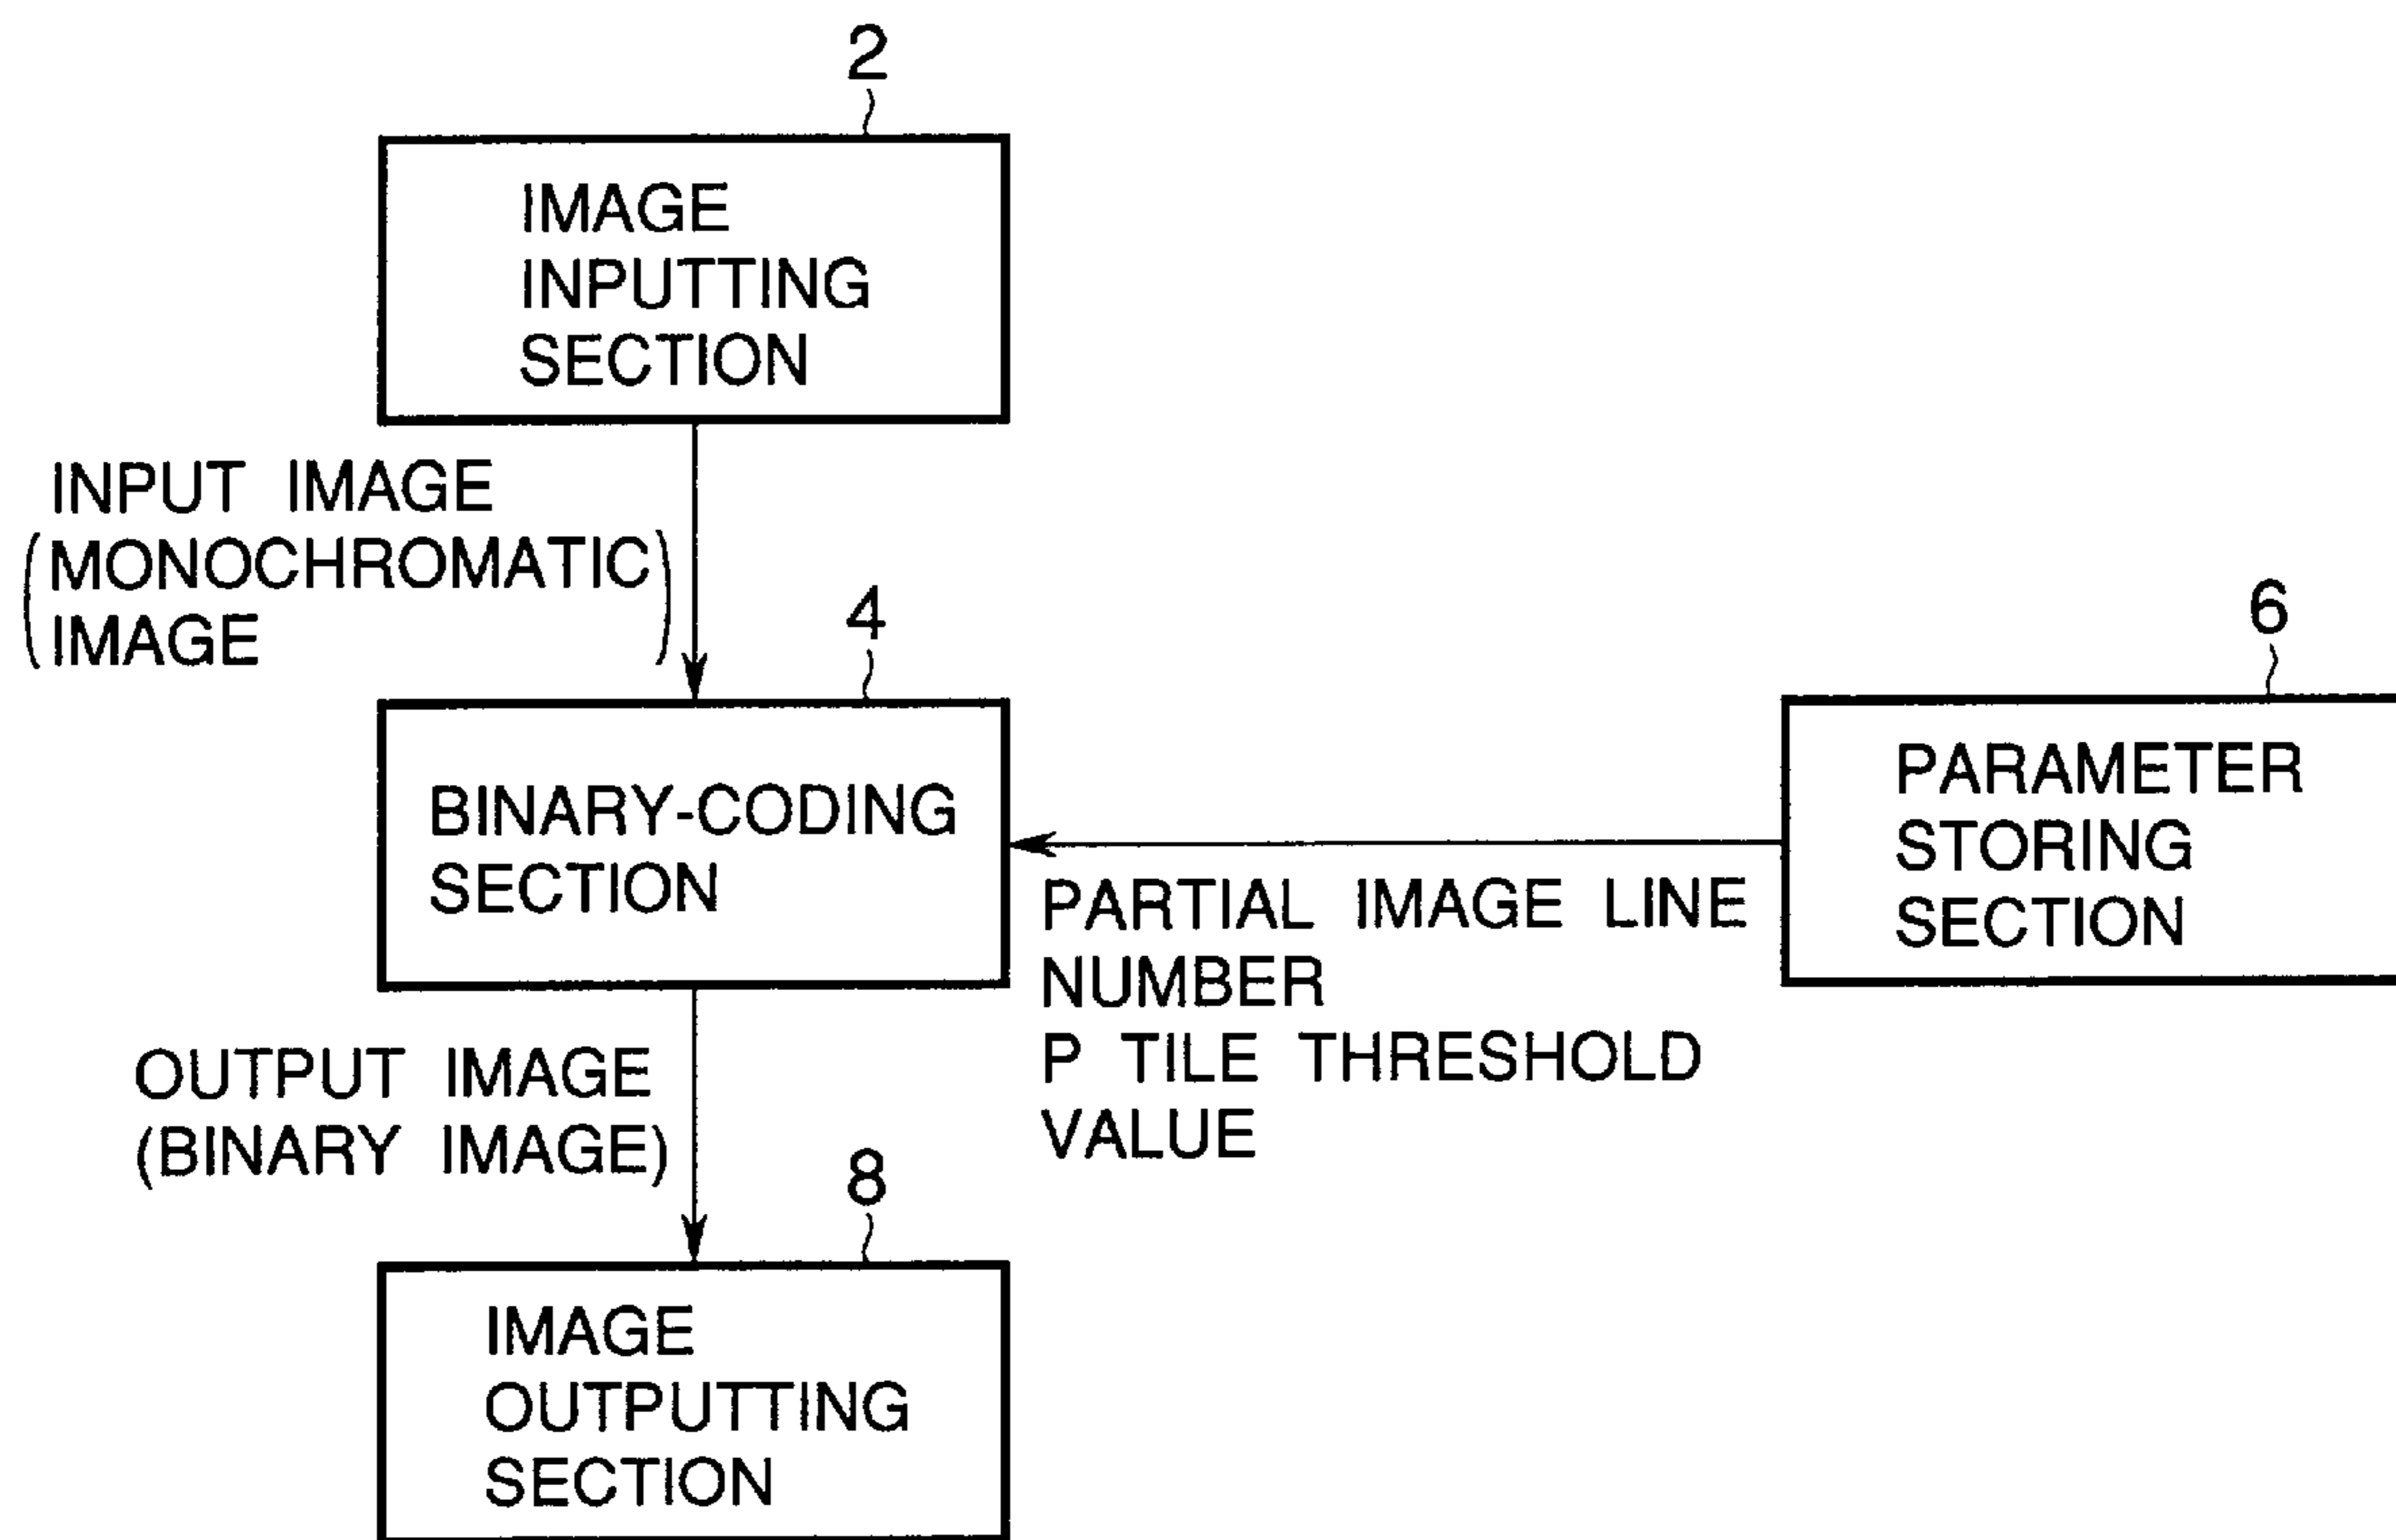 2
IMAGE
INPUTTING
SECTION
INPUT IMAGE
(MONOCHROMATIC
IMAGE)
4
BINARY-CODING
SECTION
6
PARAMETER
STORING
SECTION
PARTIAL IMAGE LINE
NUMBER
P TILE THRESHOLD
VALUE
OUTPUT IMAGE
(BINARY IMAGE)
8
IMAGE
OUTPUTTING
SECTION